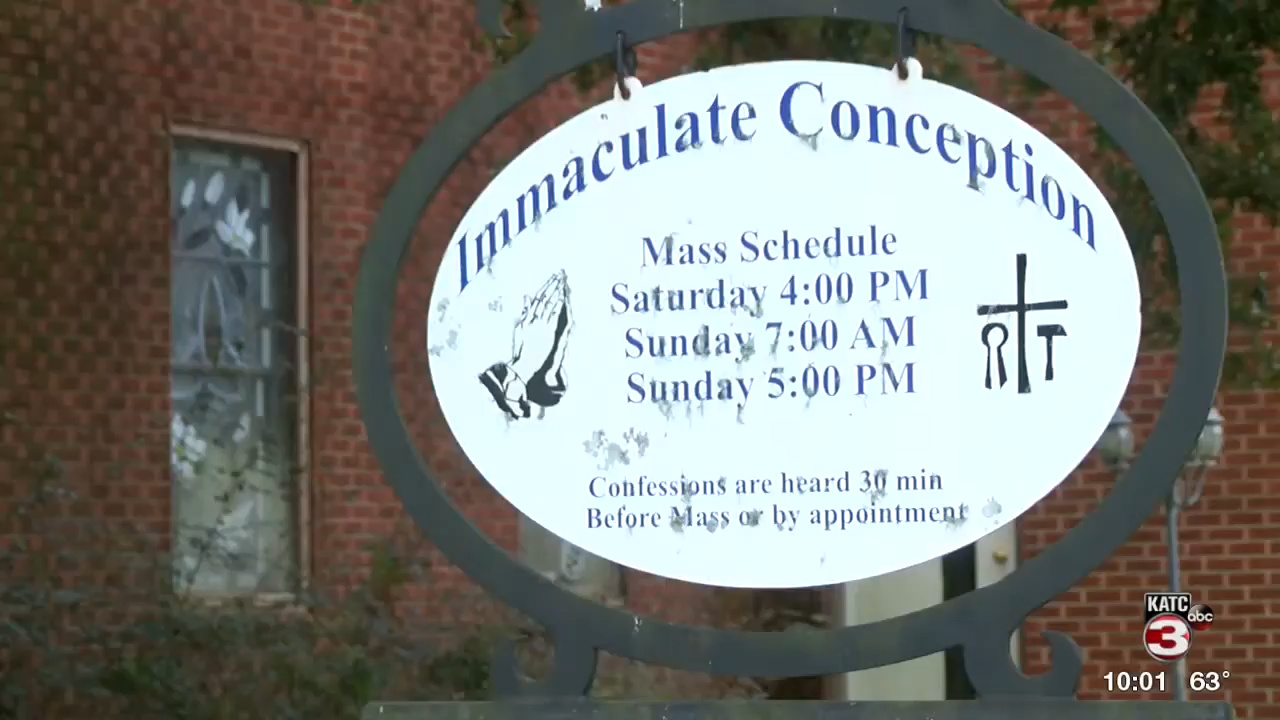 Immaculate Conception
Mass Schedule
Saturday 4:00 PM
Sunday 7:00 AM
Sunday 5:00 PM
Confessions are heard 30 min
Before Mass or by appointment
KATC
abc
3
10:01 63°